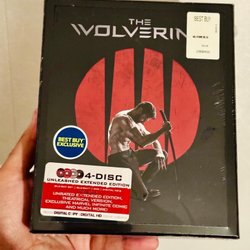 THE
WOLVERIN
BEST BUY
BEST BUY
EXCLUSIVE
4-DISC
UNLEASHED EXTENDED EDITION
UNRATED EXTENDED EDITION,
THEATRICAL VERSION,
EXCLUSIVE MARVEL INFINITE COMIC
AND MUCH MORE!
DIGITAL HD